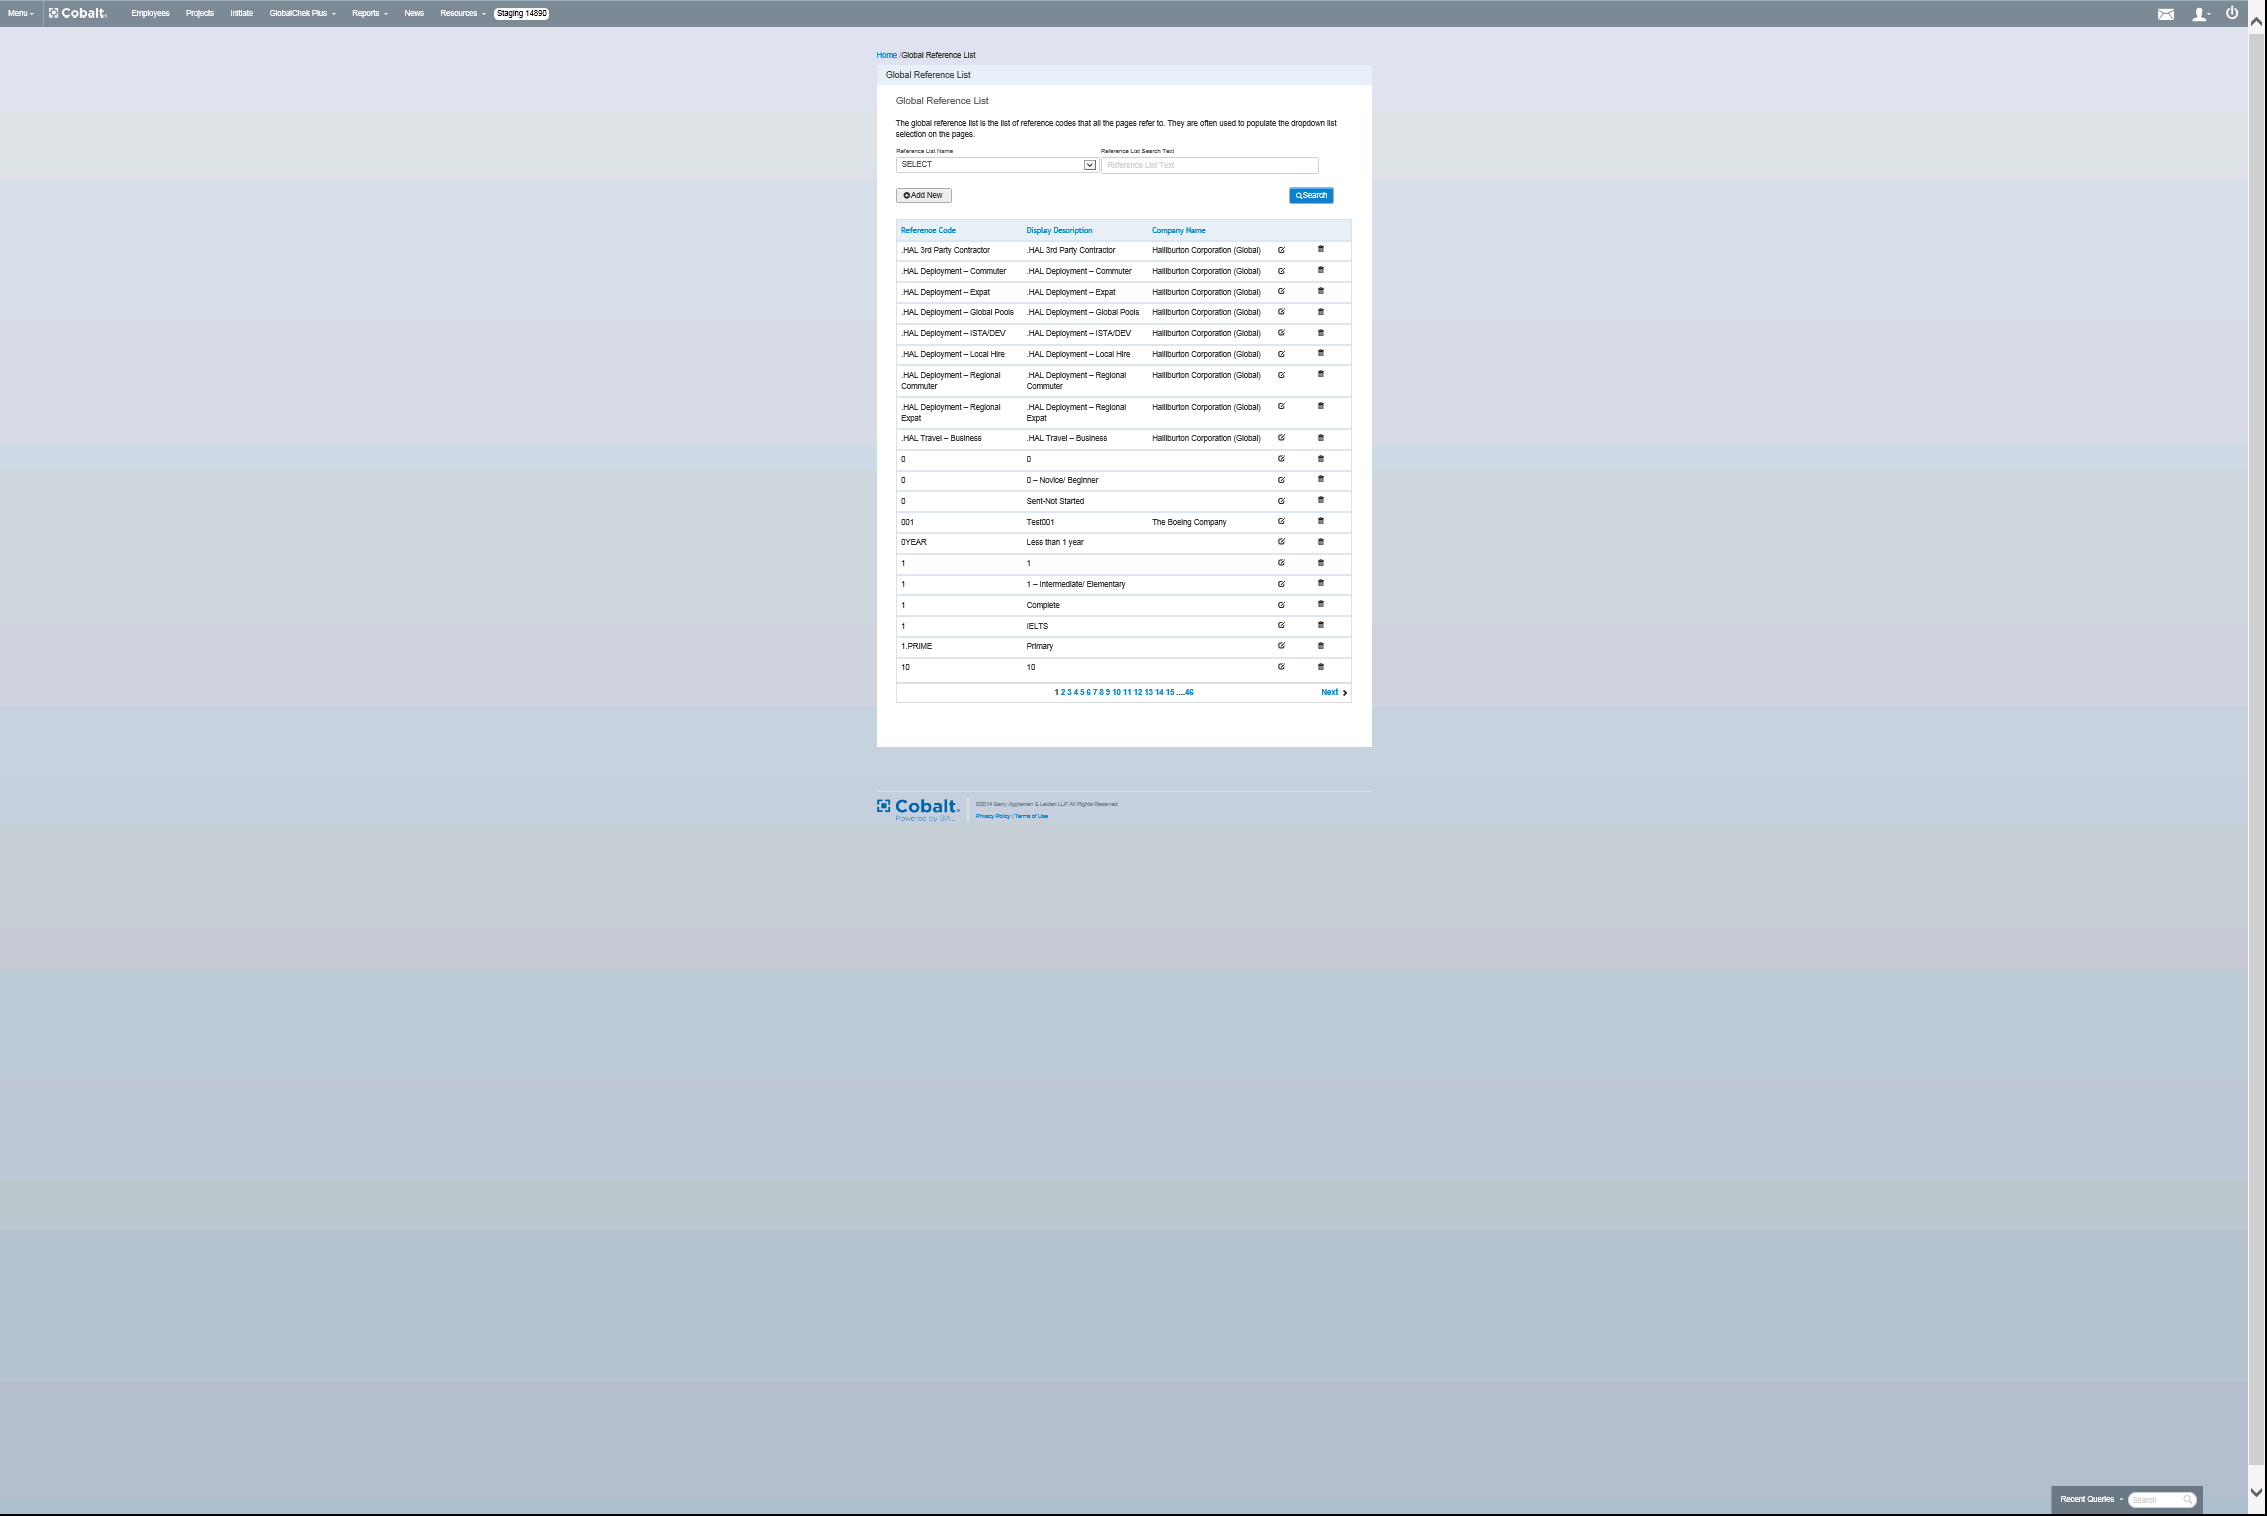 Menu Cobalt. Employees Projects Initiate GlobalChek Plus Reports News Resources Staging 14890
Home /Global Reference List
Global Reference List
Global Reference List
The global reference list is the list of reference codes that all the pages refer to. They are often used to populate the dropdown list
selection on the pages.
Reference List Name Reference List Search Text
SELECT Reference List Text
Add New Search
Reference Code Display Description Company Name
.HAL 3rd Party Contractor .HAL 3rd Party Contractor Halliburton Corporation (Global)
.HAL Deployment – Commuter .HAL Deployment – Commuter Halliburton Corporation (Global)
.HAL Deployment – Expat .HAL Deployment – Expat Halliburton Corporation (Global)
.HAL Deployment – Global Pools .HAL Deployment – Global Pools Halliburton Corporation (Global)
.HAL Deployment – ISTA/DEV .HAL Deployment – ISTA/DEV Halliburton Corporation (Global)
.HAL Deployment – Local Hire .HAL Deployment – Local Hire Halliburton Corporation (Global)
.HAL Deployment – Regional .HAL Deployment – Regional Halliburton Corporation (Global)
Commuter Commuter
.HAL Deployment – Regional .HAL Deployment – Regional Halliburton Corporation (Global)
Expat Expat
.HAL Travel – Business .HAL Travel – Business Halliburton Corporation (Global)
0 0
0 0 – Novice/ Beginner
0 Sent-Not Started
001 Test001 The Boeing Company
0YEAR Less than 1 year
1 1
1 1 – Intermediate/ Elementary
1 Complete
1 IELTS
1.PRIME Primary
10 10
1 2 3 4 5 6 7 8 9 10 11 12 13 14 15 ....46 Next
Cobalt. ©2014 Barry Appleman & Leiden LLP All Rights Reserved
Powered by BAL Privacy Policy | Terms of Use
Recent Queries Search